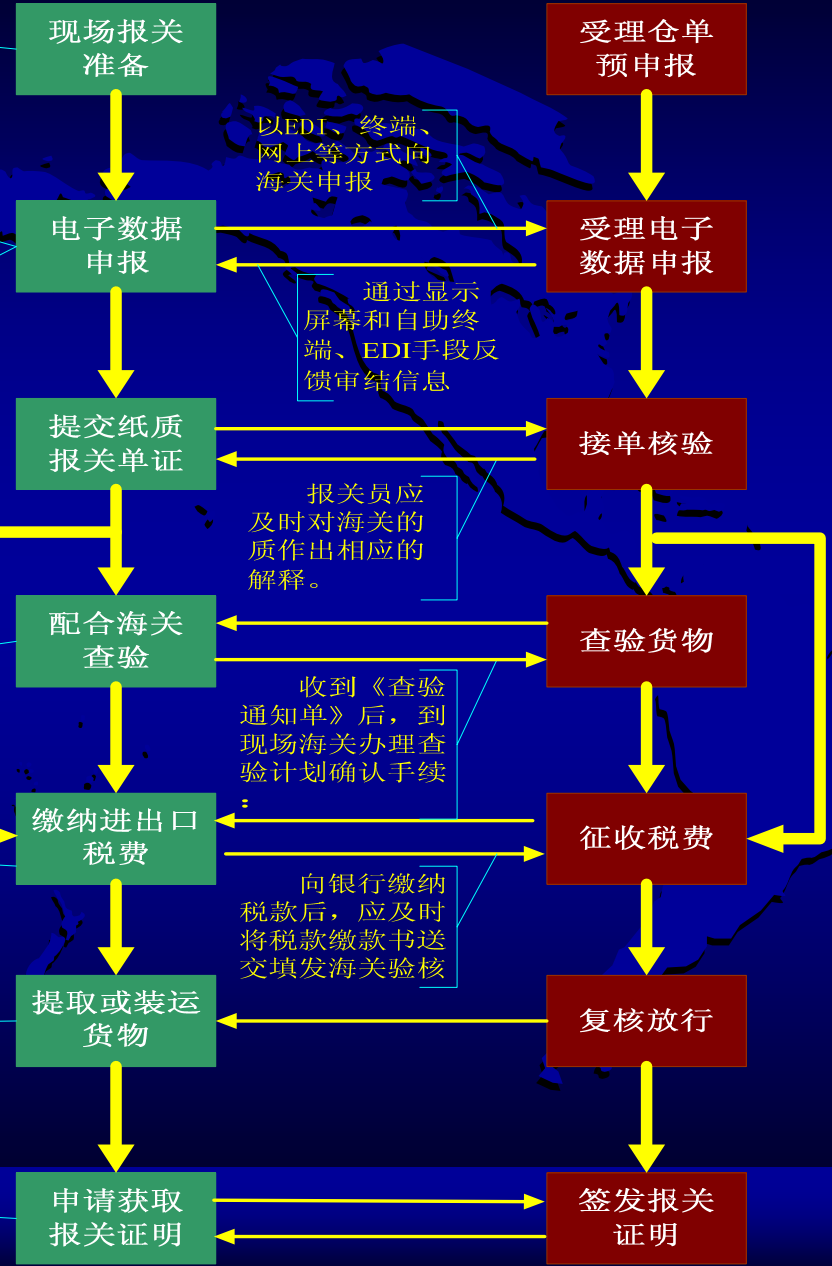 现场报关
准备
受理仓单
预申报
以EDI、终端、
网上等方式向
海关申报
电子数据
申报
受理电子
数据申报
通过显示
屏幕和自助终
端、EDI手段反
馈审结信息
提交纸质
报关单证
接单核验
报关员应
及时对海关的
质作出相应的
解释。
配合海关
查验
查验货物
收到《查验
通知单》后，到
现场海关办理查
验计划确认手续
：
缴纳进出口
税费
征收税费
向银行缴纳
税款后，应及时
将税款缴款书送
交填发海关验核
提取或装运
货物
复核放行
申请获取
报关证明
签发报关
证明